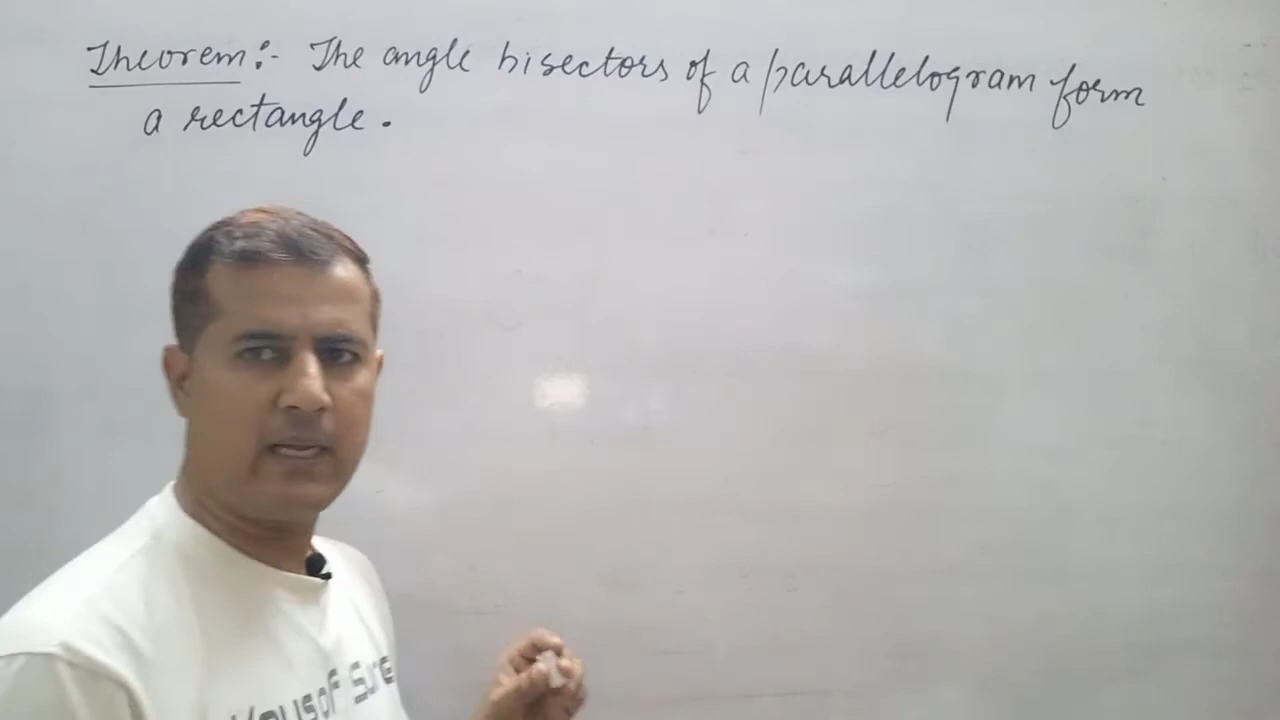 Theorem:- The angle bisectors of a parallelogram form
a rectangle.